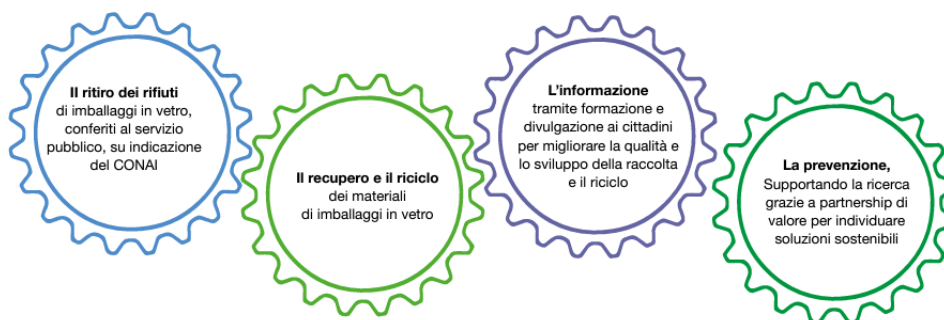 Il ritiro dei rifiuti
di imballaggi in vetro,
conferiti al servizio
pubblico, su indicazione
del CONAI
Il recupero e il riciclo
dei materiali
di imballaggi in vetro
L’informazione
tramite formazione e
divulgazione ai cittadini
per migliorare la qualità e
lo sviluppo della raccolta
e il riciclo
La prevenzione,
Supportando la ricerca
grazie a partnership di
valore per individuare
soluzioni sostenibili